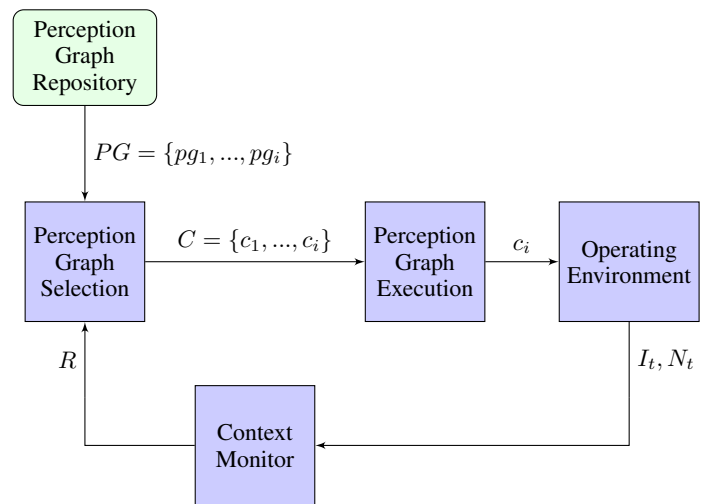 Perception
Graph
Repository
PG = {pg₁, ..., pgᵢ}
Perception
Graph
Selection
C = {c₁, ..., cᵢ}
Perception
Graph
Execution
cᵢ
Operating
Environment
R
Iₜ, Nₜ
Context
Monitor